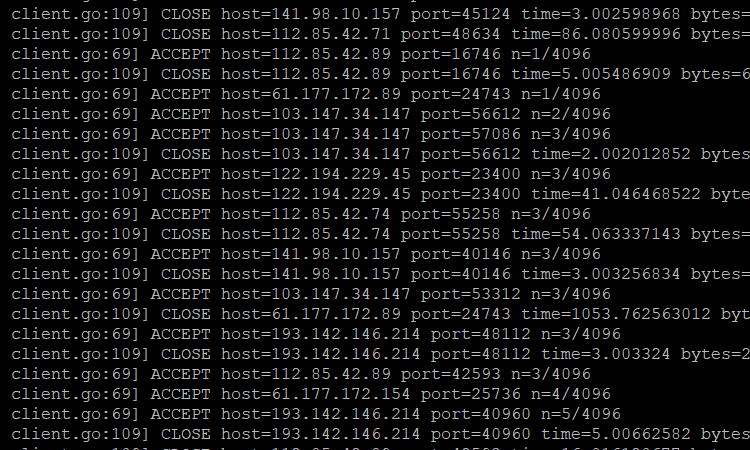 client.go:109] CLOSE host=141.98.10.157 port=45124 time=3.002598968 bytes=
client.go:109] CLOSE host=112.85.42.71 port=48634 time=86.080599996 bytes=
client.go:69] ACCEPT host=112.85.42.89 port=16746 n=1/4096
client.go:109] CLOSE host=112.85.42.89 port=16746 time=5.005486909 bytes=6
client.go:69] ACCEPT host=61.177.172.89 port=24743 n=1/4096
client.go:69] ACCEPT host=103.147.34.147 port=56612 n=2/4096
client.go:69] ACCEPT host=103.147.34.147 port=57086 n=3/4096
client.go:109] CLOSE host=103.147.34.147 port=56612 time=2.002012852 bytes
client.go:69] ACCEPT host=122.194.229.45 port=23400 n=3/4096
client.go:109] CLOSE host=122.194.229.45 port=23400 time=41.046468522 bytes
client.go:69] ACCEPT host=112.85.42.74 port=55258 n=3/4096
client.go:109] CLOSE host=112.85.42.74 port=55258 time=54.063337143 bytes=
client.go:69] ACCEPT host=141.98.10.157 port=40146 n=3/4096
client.go:109] CLOSE host=141.98.10.157 port=40146 time=3.003256834 bytes=
client.go:69] ACCEPT host=103.147.34.147 port=53312 n=3/4096
client.go:109] CLOSE host=61.177.172.89 port=24743 time=1053.762563012 byt
client.go:69] ACCEPT host=193.142.146.214 port=48112 n=3/4096
client.go:109] CLOSE host=193.142.146.214 port=48112 time=3.003324 bytes=2
client.go:69] ACCEPT host=112.85.42.89 port=42593 n=3/4096
client.go:69] ACCEPT host=61.177.172.154 port=25736 n=4/4096
client.go:69] ACCEPT host=193.142.146.214 port=40960 n=5/4096
client.go:109] CLOSE host=193.142.146.214 port=40960 time=5.00662582 bytes=
client.go:109] CLOSE